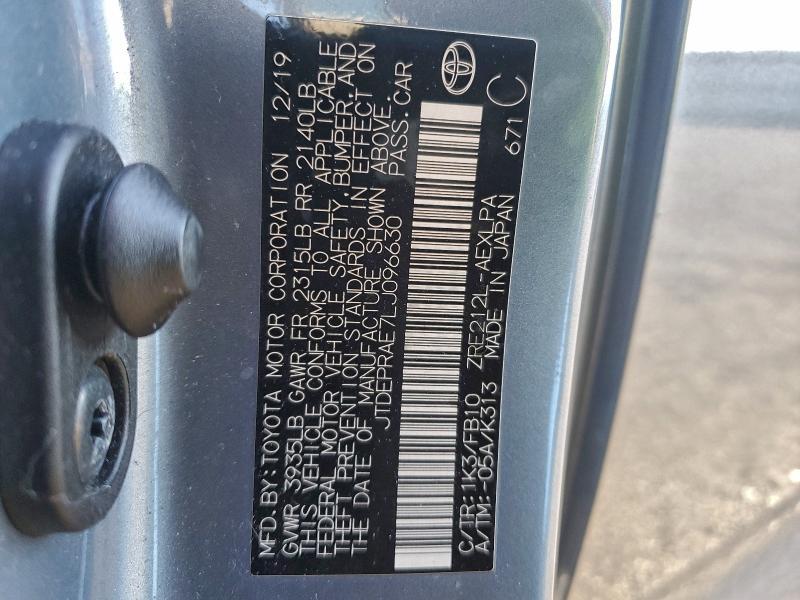 MFD. BY: TOYOTA MOTOR CORPORATION 12/19
GVWR 3935LB GAWR FR 2315LB RR 2140LB
THIS VEHICLE CONFORMS TO ALL APPLICABLE
FEDERAL MOTOR VEHICLE SAFETY, BUMPER, AND
THEFT PREVENTION STANDARDS IN EFFECT ON
THE DATE OF MANUFACTURE SHOWN ABOVE.
JTDEPRAE7LJ096630 PASS. CAR
C/TR: 1K3/FB10 ZRE212L-AEXLPA
A/TM: -05A/K313 MADE IN JAPAN 671 C